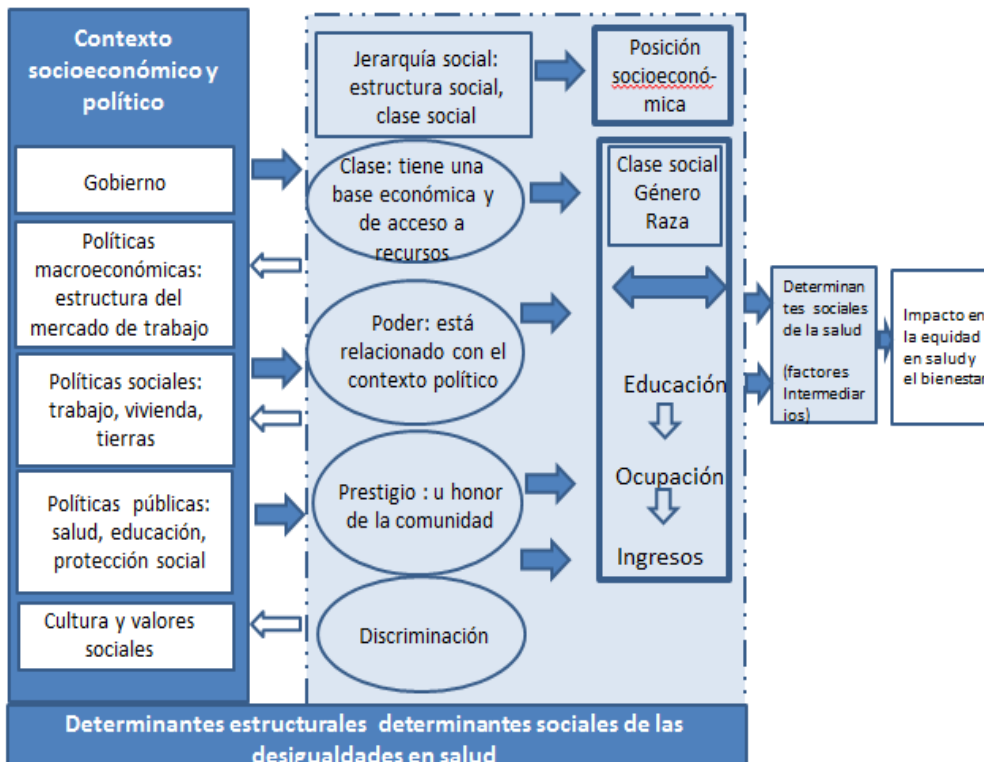 Contexto
socioeconómico y
político
Gobierno
Políticas
macroeconómicas:
estructura del
mercado de trabajo
Políticas sociales:
trabajo, vivienda,
tierras
Políticas públicas:
salud, educación,
protección social
Cultura y valores
sociales
Jerarquía social:
estructura social,
clase social
Clase: tiene una
base económica y
de acceso a
recursos
Poder: está
relacionado con el
contexto político
Prestigio : u honor
de la comunidad
Discriminación
Posición
socioeconó-
mica
Clase social
Género
Raza
Educación
Ocupación
Ingresos
Determinan
tes sociales
de la salud
(factores
Intermediar
ios)
Impacto en
la equidad
en salud y
el bienestar
Determinantes estructurales determinantes sociales de las
desigualdades en salud